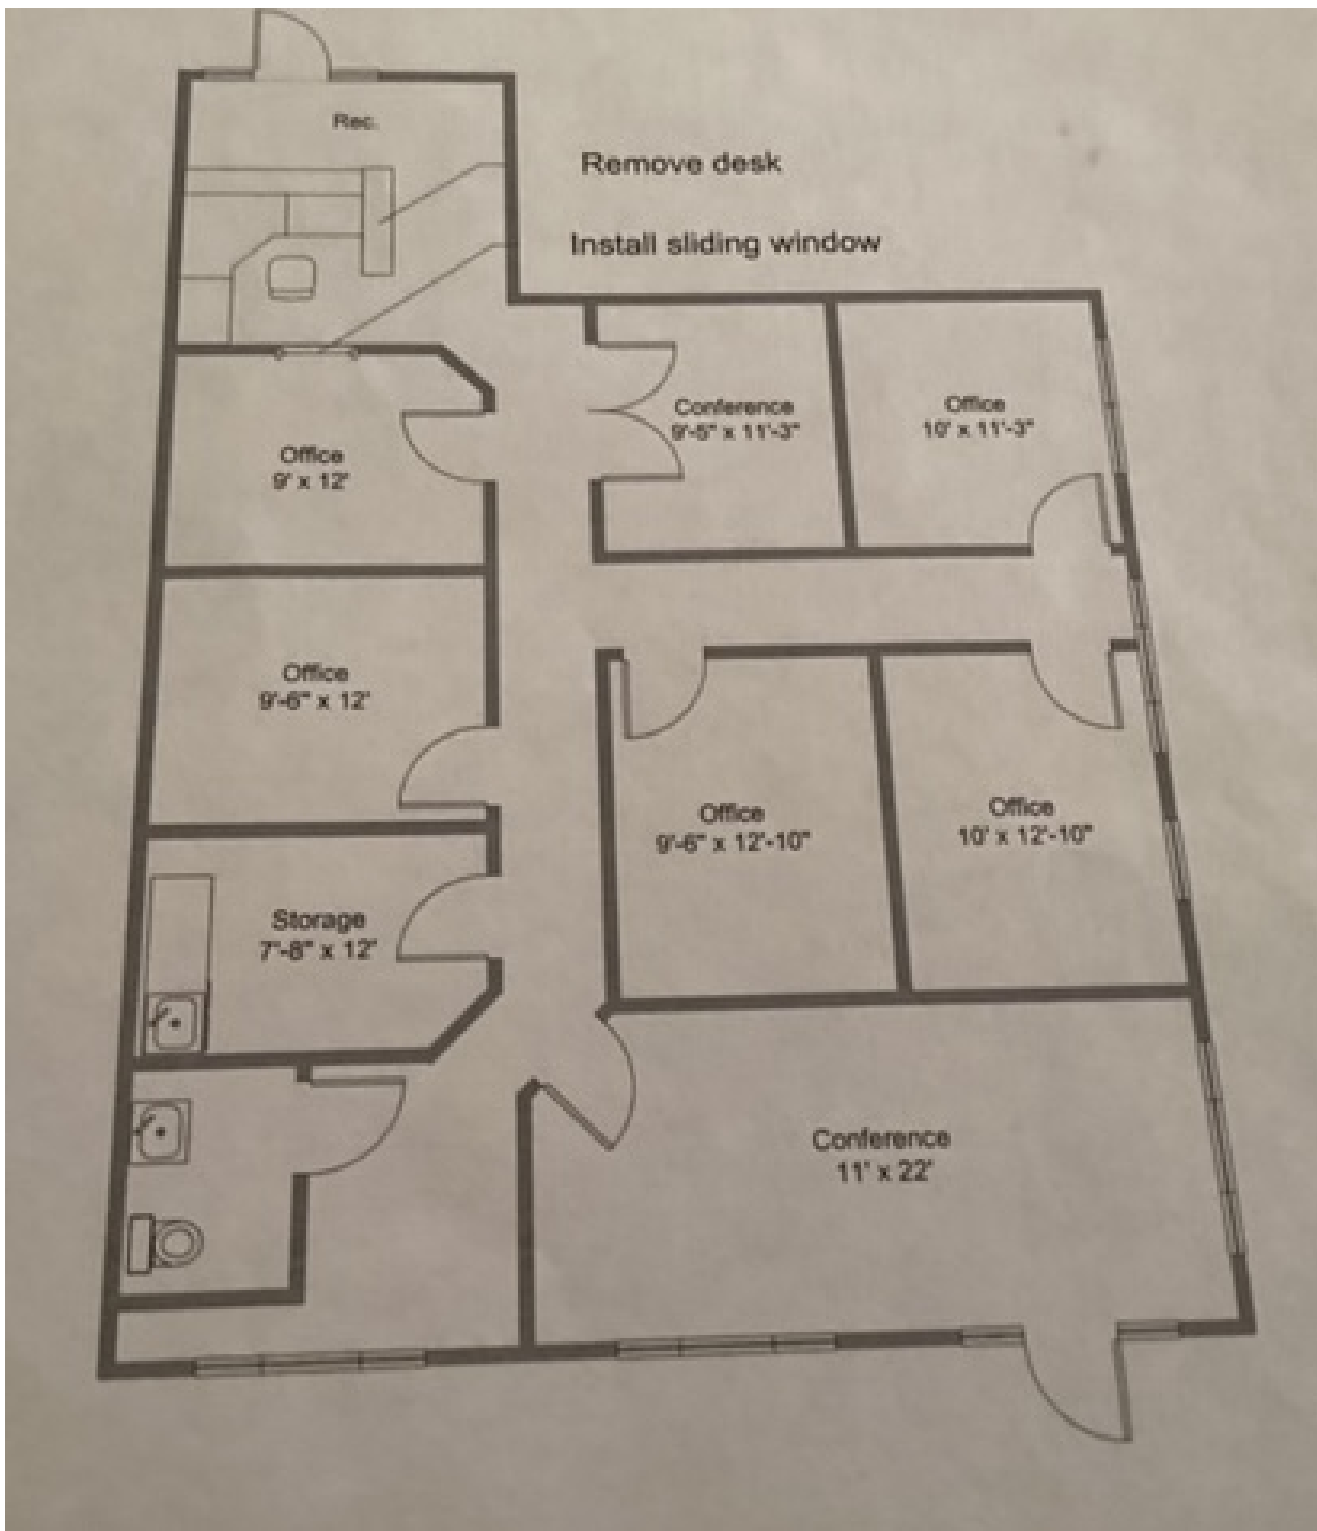 Rec.
Remove desk
Install sliding window
Conference
9'-5" x 11'-3"
Office
10' x 11'-3"
Office
9' x 12'
Office
9'-6" x 12'
Office
9'-6" x 12'-10"
Office
10' x 12'-10"
Storage
7'-8" x 12'
Conference
11' x 22'